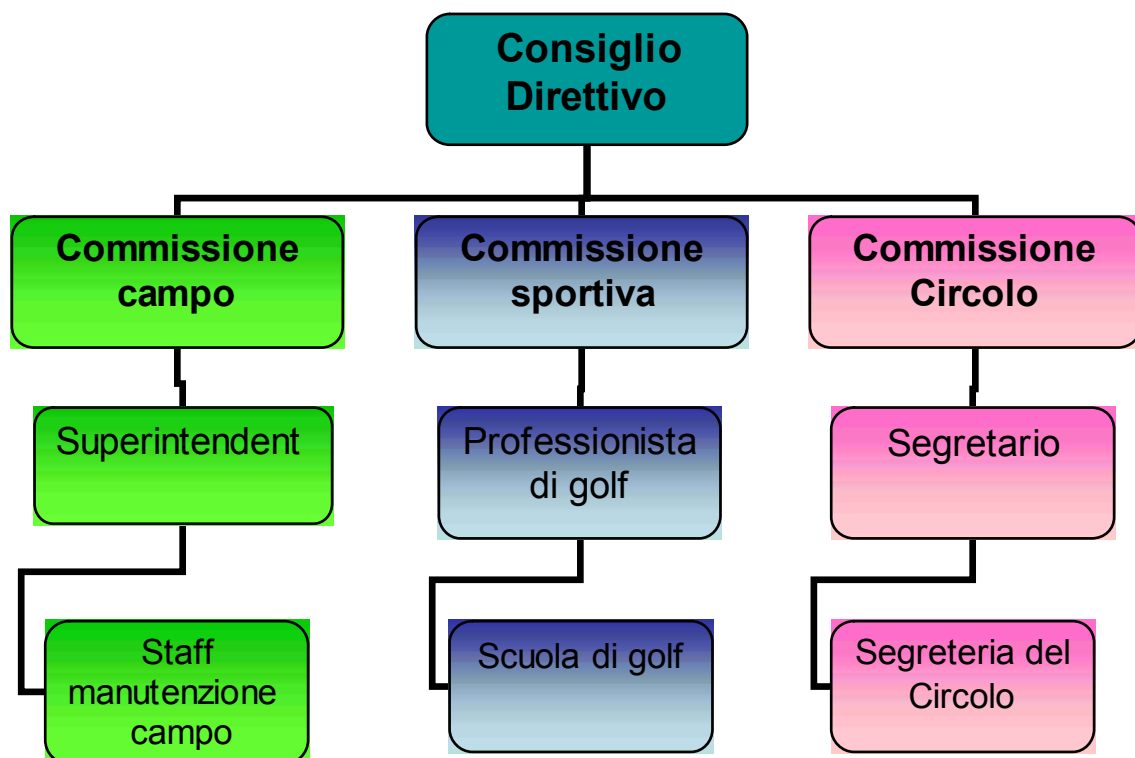 Consiglio
Direttivo
Commissione
campo
Commissione
sportiva
Commissione
Circolo
Superintendent
Professionista
di golf
Segretario
Staff
manutenzione
campo
Scuola di golf
Segreteria del
Circolo